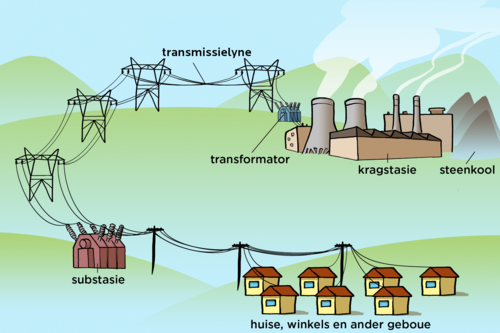 transmissielyne
transformator
kragstasie
steenkool
substasie
huise, winkels en ander geboue